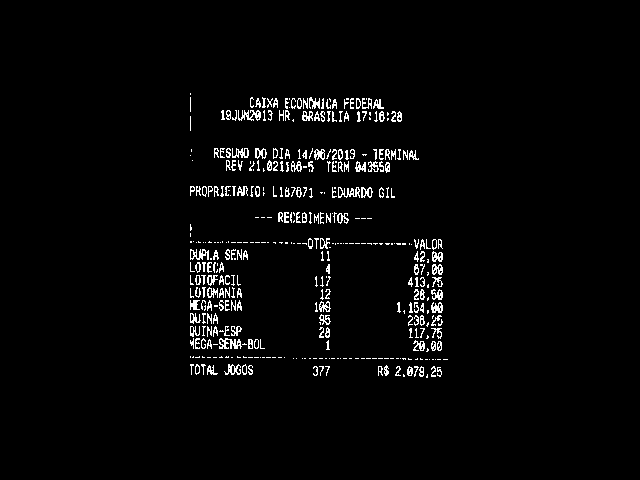 CAIXA ECONÔMICA FEDERAL
19JUN2013 HR. BRASILIA 17:16:28
RESUMO DO DIA 14/06/2013 - TERMINAL
REV 21.021186-5 TERM 043550
PROPRIETARIO: L187671 - EDUARDO GIL
--- RECEBIMENTOS ---
QTDE VALOR
DUPLA SENA 11 42,00
LOTECA 4 67,00
LOTOFACIL 117 413,75
LOTOMANIA 12 28,50
MEGA-SENA 109 1,154,00
QUINA 95 236,25
QUINA-ESP 28 117,75
MEGA-SENA-BOL 1 20,00
TOTAL JOGOS 377 R$ 2,079,25